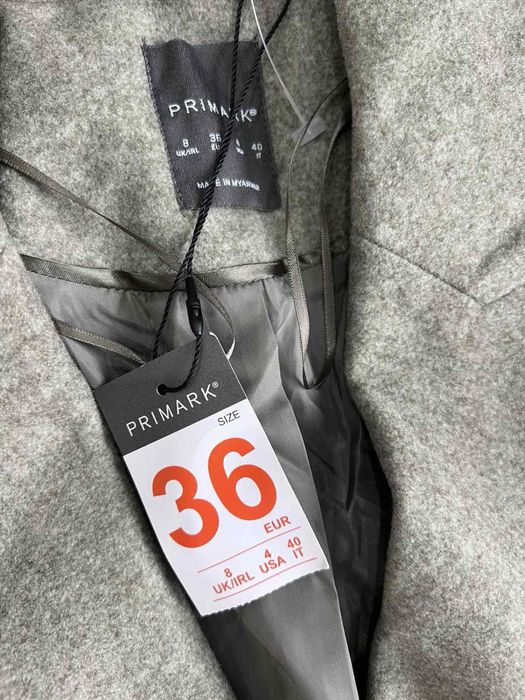 PRIMARK®
8 36 4 40
UK/IRL EUR IT
MADE IN MYANMAR
PRIMARK®
SIZE
36
EUR
8 4 40
UK/IRL USA IT